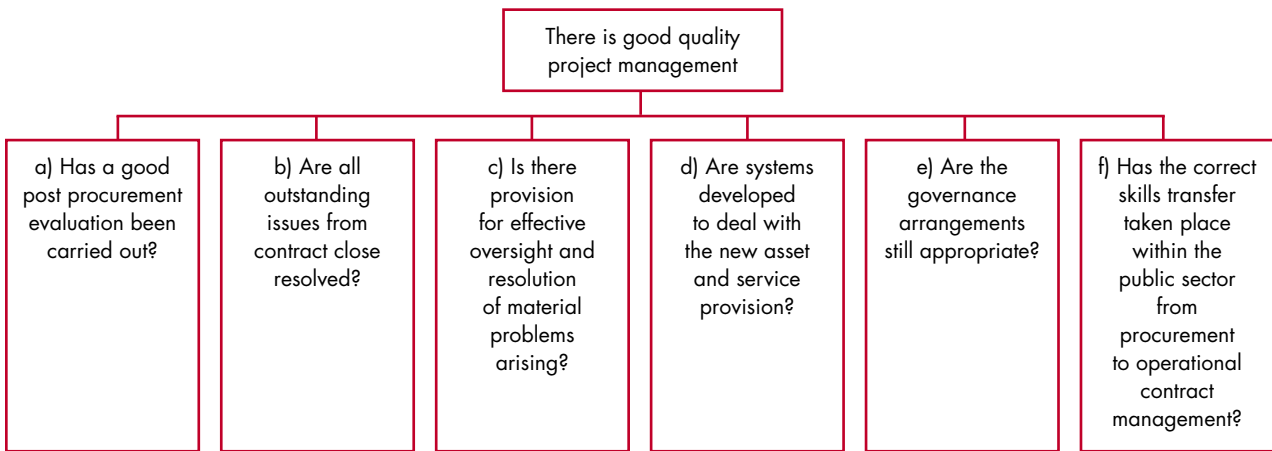 There is good quality
project management
a) Has a good
post procurement
evaluation been
carried out?
b) Are all
outstanding
issues from
contract close
resolved?
c) Is there
provision
for effective
oversight and
resolution
of material
problems
arising?
d) Are systems
developed
to deal with
the new asset
and service
provision?
e) Are the
governance
arrangements
still appropriate?
f) Has the correct
skills transfer
taken place
within the
public sector
from
procurement
to operational
contract
management?